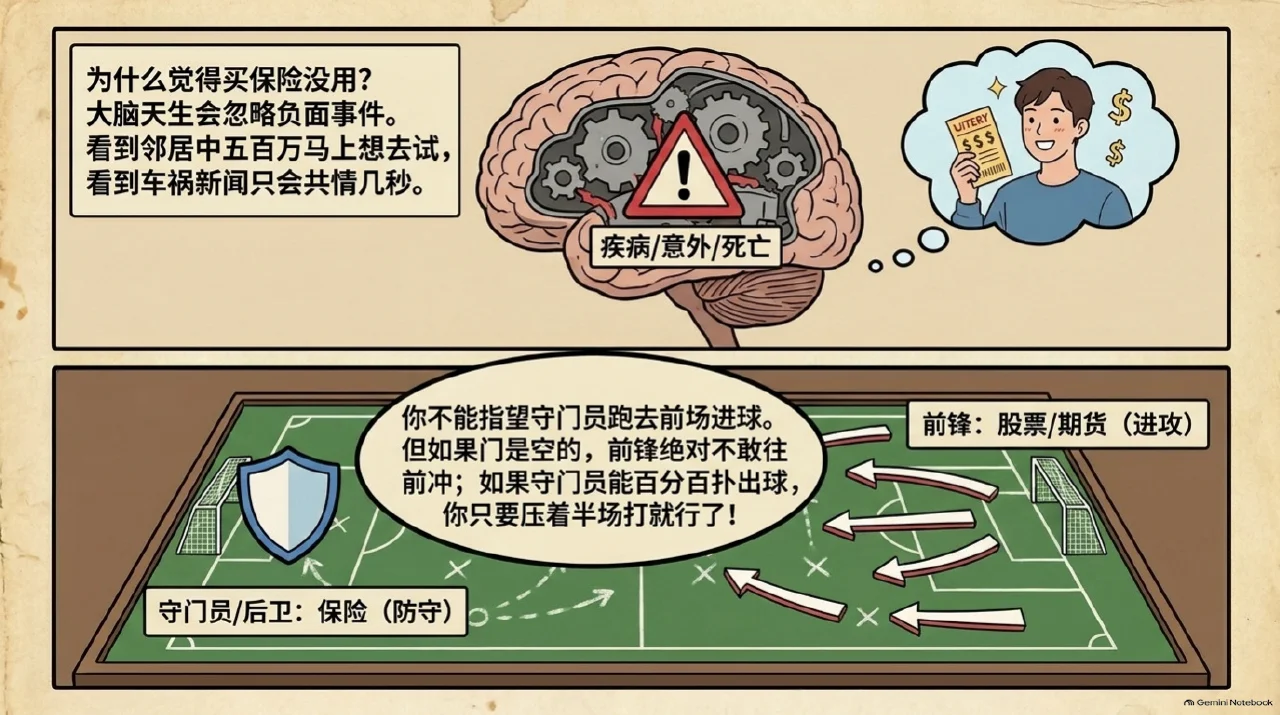 为什么觉得买保险没用？
大脑天生会忽略负面事件。
看到邻居中五百万马上想去试，
看到车祸新闻只会共情几秒。
疾病/意外/死亡
UTTERY
$$$
$
$
你不能指望守门员跑去前场进球。
但如果门是空的，前锋绝对不敢往
前冲；如果守门员能百分百扑出球，
你只要压着半场打就行了！
前锋：股票/期货（进攻）
守门员/后卫：保险（防守）
Gemini Notebook